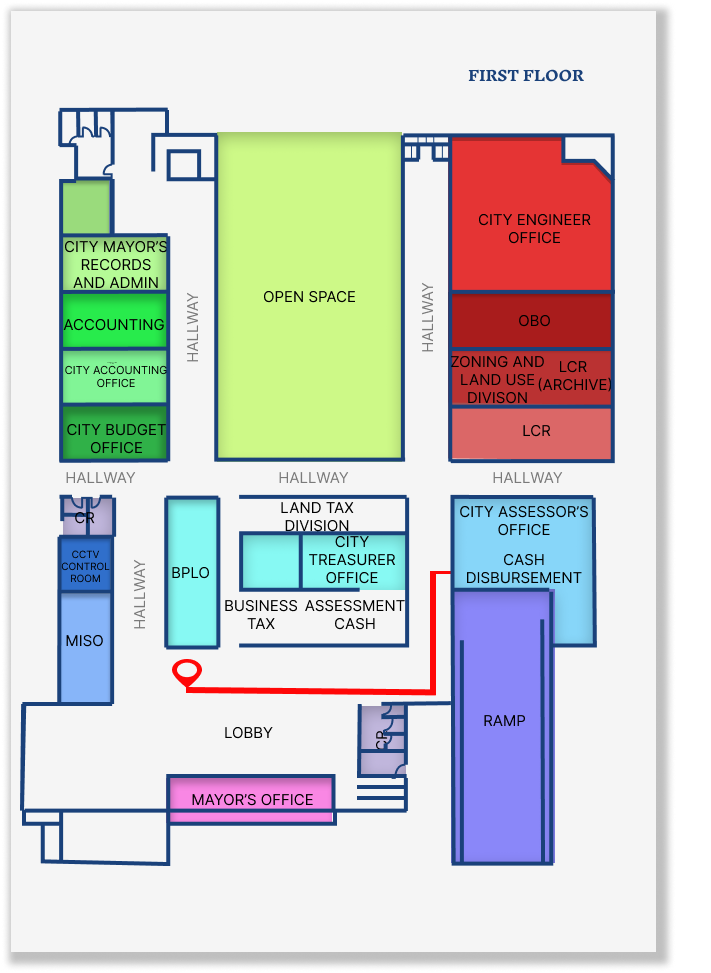 FIRST FLOOR
CITY MAYOR'S
RECORDS
AND ADMIN
ACCOUNTING
CITY ACCOUNTING
OFFICE
CITY BUDGET
OFFICE
HALLWAY
OPEN SPACE
HALLWAY
CITY ENGINEER
OFFICE
OBO
ZONING AND
LAND USE
DIVISON
LCR
(ARCHIVE)
LCR
HALLWAY
HALLWAY
HALLWAY
CR
CCTV
CONTROL
ROOM
MISO
HALLWAY
BPLO
LAND TAX
DIVISION
CITY
TREASURER
OFFICE
BUSINESS
TAX
ASSESSMENT
CASH
CITY ASSESSOR'S
OFFICE
CASH
DISBURSEMENT
RAMP
LOBBY
CR
MAYOR'S OFFICE